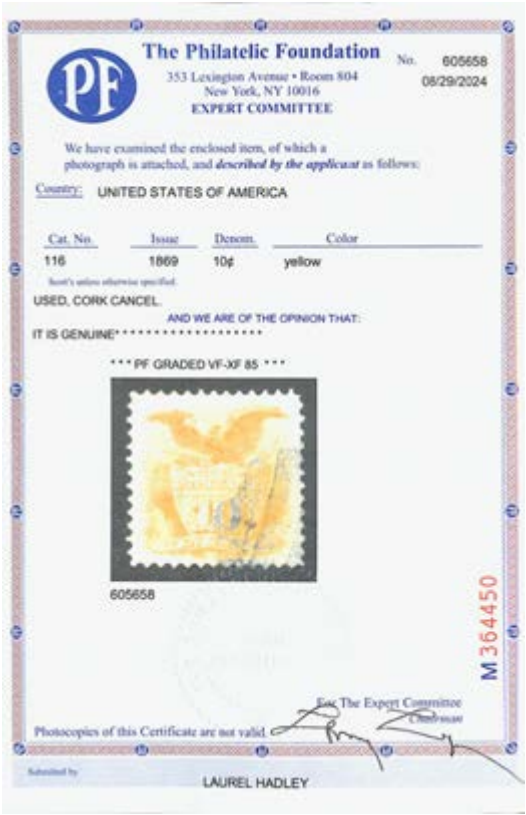 PF
The Philatelic Foundation
No. 605658
353 Lexington Avenue • Room 804
08/29/2024
New York, NY 10016
EXPERT COMMITTEE
We have examined the enclosed item, of which a
photograph is attached, and described by the applicant as follows:
Country: UNITED STATES OF AMERICA
Cat. No. Issue Denom. Color
116 1869 10¢ yellow
Scott's unless otherwise specified.
USED, CORK CANCEL.
AND WE ARE OF THE OPINION THAT:
IT IS GENUINE* * * * * * * * * * * * * * * * * * *
* * * PF GRADED VF-XF 85 * * *
10
605658
M 364450
For The Expert Committee
Chairman
Photocopies of this Certificate are not valid.
Submitted by
LAUREL HADLEY